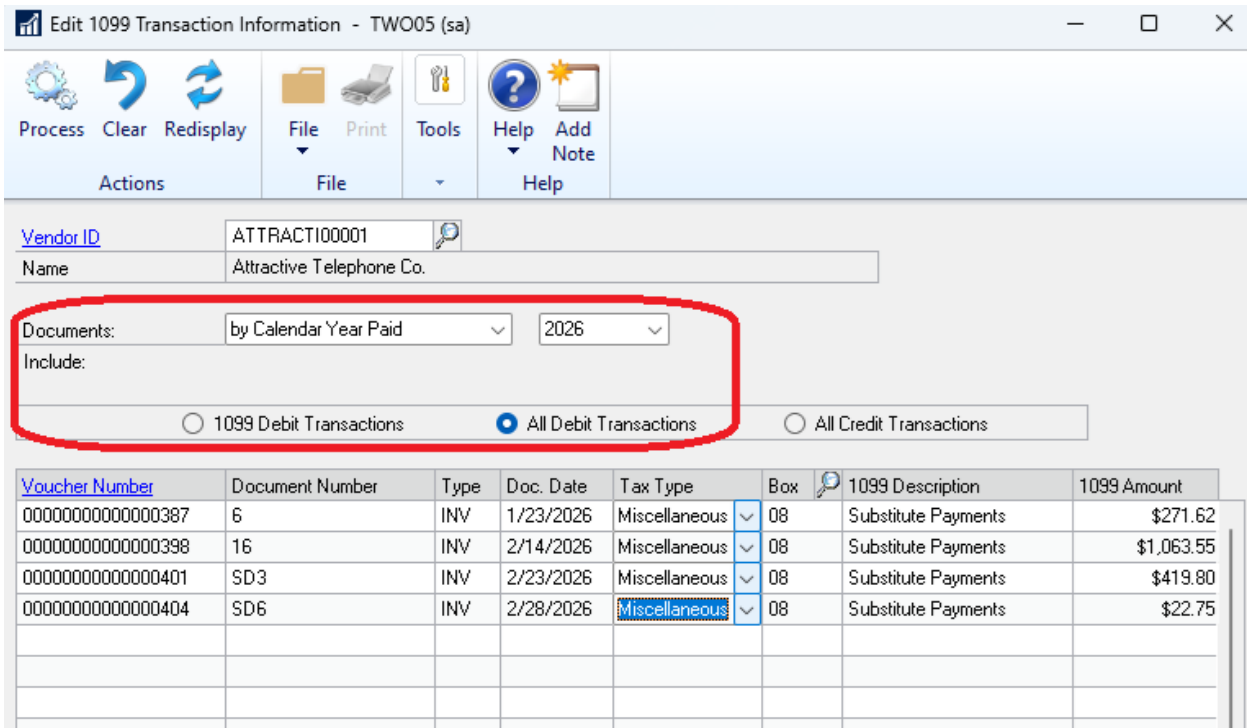 Edit 1099 Transaction Information - TWO05 (sa)
Process Clear Redisplay File Print Tools Help Add Note
Actions File Help
Vendor ID ATTRACTI00001
Name Attractive Telephone Co.
Documents: by Calendar Year Paid 2026
Include:
1099 Debit Transactions All Debit Transactions All Credit Transactions
Voucher Number Document Number Type Doc. Date Tax Type Box 1099 Description 1099 Amount
00000000000000387 6 INV 1/23/2026 Miscellaneous 08 Substitute Payments $271.62
00000000000000398 16 INV 2/14/2026 Miscellaneous 08 Substitute Payments $1,063.55
00000000000000401 SD3 INV 2/23/2026 Miscellaneous 08 Substitute Payments $419.80
00000000000000404 SD6 INV 2/28/2026 Miscellaneous 08 Substitute Payments $22.75